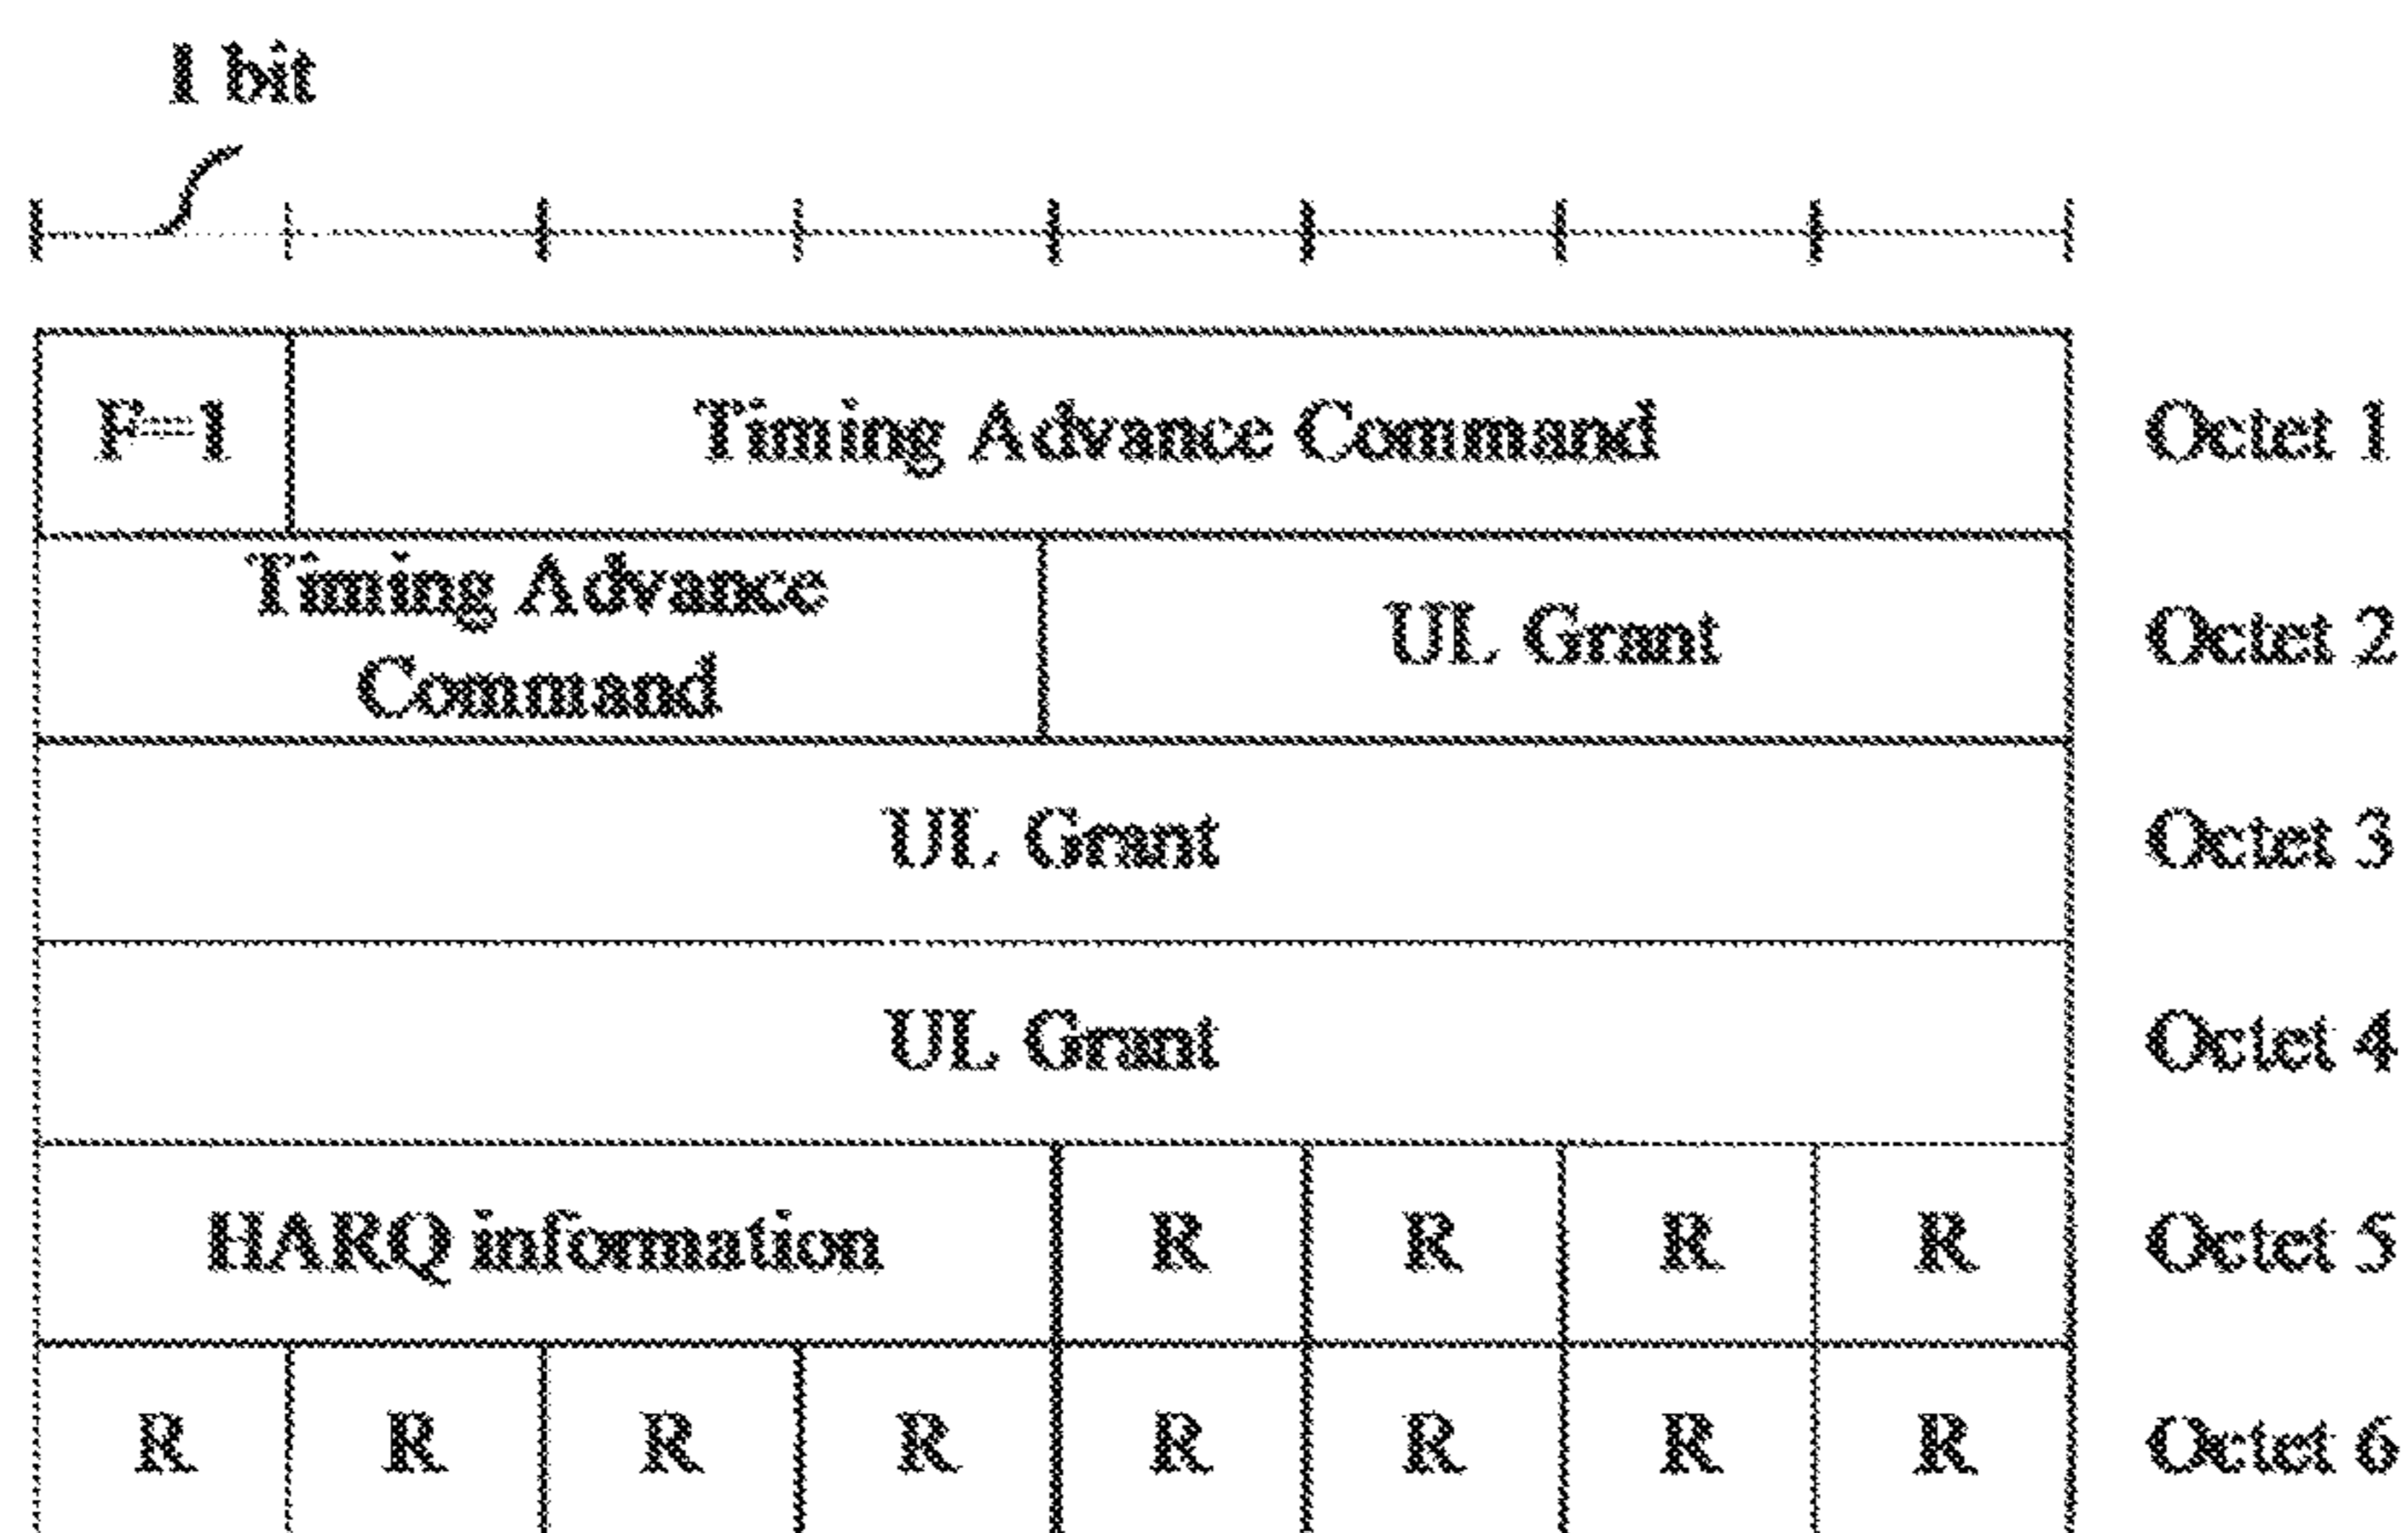 1 bit
F=1 Timing Advance Command Octet 1
Timing Advance
Command
UL Grant Octet 2
UL Grant Octet 3
UL Grant Octet 4
HARQ information R R R R Octet 5
R R R R R R R R Octet 6